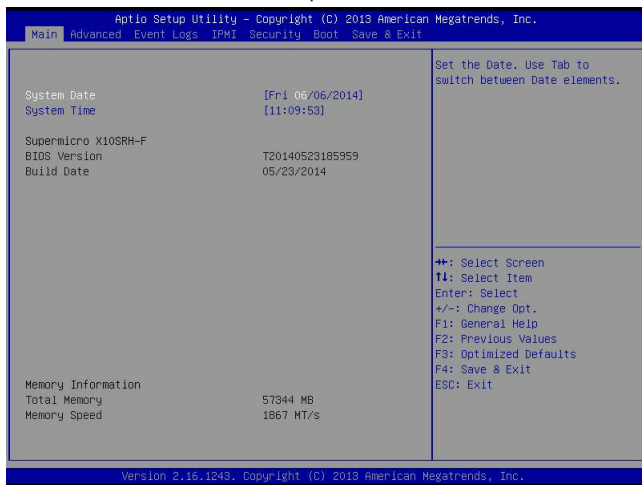 Aptio Setup Utility – Copyright (C) 2013 American Megatrends, Inc.
Main Advanced Event Logs IPMI Security Boot Save & Exit
Set the Date. Use Tab to
switch between Date elements.
System Date [Fri 06/06/2014]
System Time [11:09:53]
Supermicro X10SRH-F
BIOS Version T20140523185959
Build Date 05/23/2014
Memory Information
Total Memory 57344 MB
Memory Speed 1867 MT/s
→←: Select Screen
↑↓: Select Item
Enter: Select
+/-: Change Opt.
F1: General Help
F2: Previous Values
F3: Optimized Defaults
F4: Save & Exit
ESC: Exit
Version 2.16.1243. Copyright (C) 2013 American Megatrends, Inc.